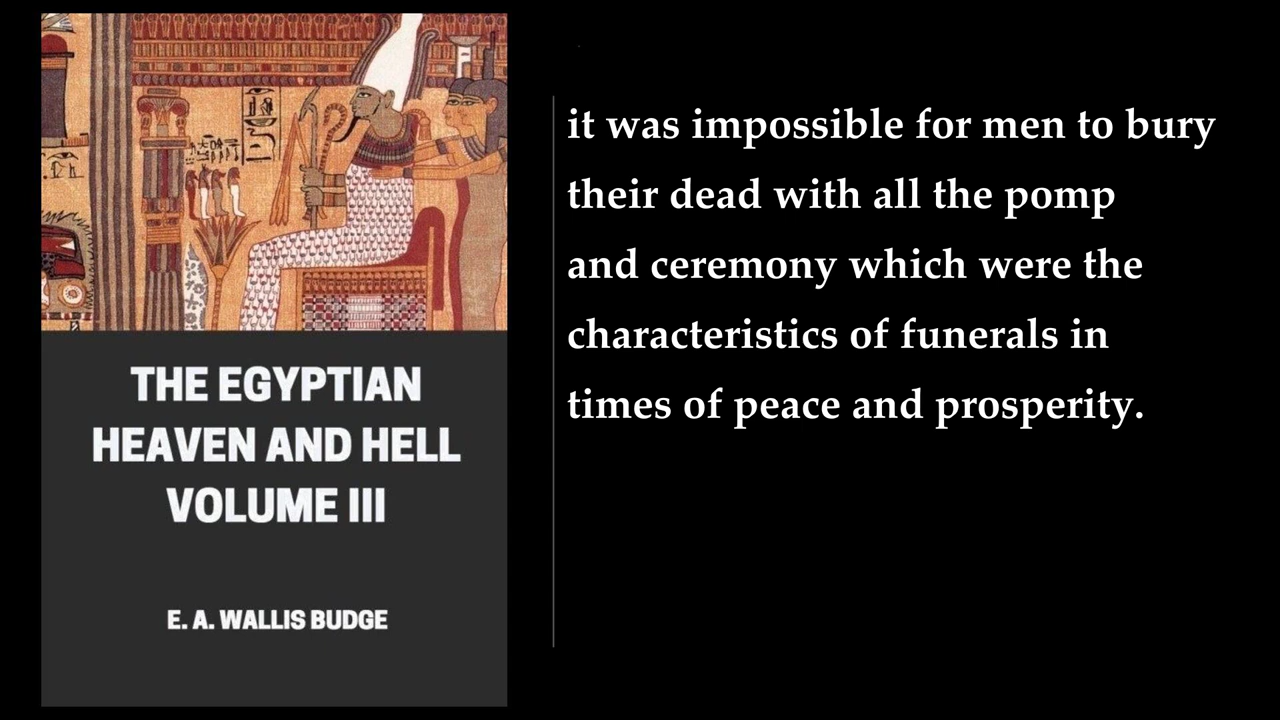 THE EGYPTIAN
HEAVEN AND HELL
VOLUME III
E. A. WALLIS BUDGE
it was impossible for men to bury
their dead with all the pomp
and ceremony which were the
characteristics of funerals in
times of peace and prosperity.